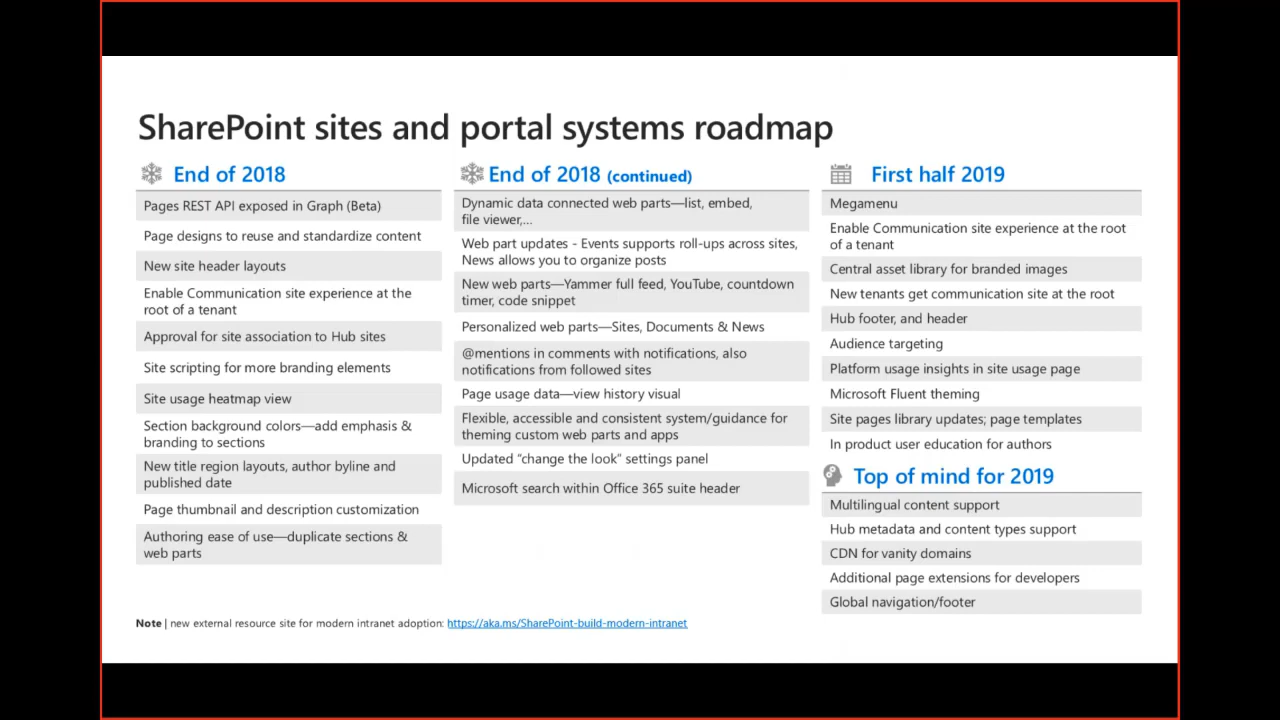 SharePoint sites and portal systems roadmap
End of 2018
Pages REST API exposed in Graph (Beta)
Page designs to reuse and standardize content
New site header layouts
Enable Communication site experience at the
root of a tenant
Approval for site association to Hub sites
Site scripting for more branding elements
Site usage heatmap view
Section background colors—add emphasis &
branding to sections
New title region layouts, author byline and
published date
Page thumbnail and description customization
Authoring ease of use—duplicate sections &
web parts
End of 2018 (continued)
Dynamic data connected web parts—list, embed,
file viewer,...
Web part updates - Events supports roll-ups across sites,
News allows you to organize posts
New web parts—Yammer full feed, YouTube, countdown
timer, code snippet
Personalized web parts—Sites, Documents & News
@mentions in comments with notifications, also
notifications from followed sites
Page usage data—view history visual
Flexible, accessible and consistent system/guidance for
theming custom web parts and apps
Updated “change the look” settings panel
Microsoft search within Office 365 suite header
First half 2019
Megamenu
Enable Communication site experience at the root
of a tenant
Central asset library for branded images
New tenants get communication site at the root
Hub footer, and header
Audience targeting
Platform usage insights in site usage page
Microsoft Fluent theming
Site pages library updates; page templates
In product user education for authors
Top of mind for 2019
Multilingual content support
Hub metadata and content types support
CDN for vanity domains
Additional page extensions for developers
Global navigation/footer
Note | new external resource site for modern intranet adoption: https://aka.ms/SharePoint-build-modern-intranet